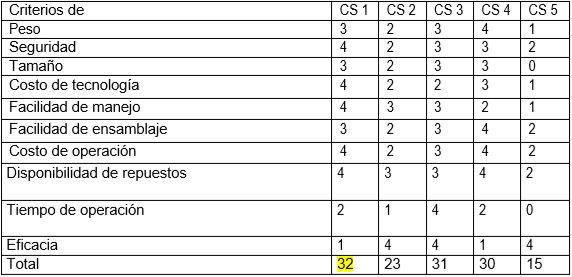 Criterios de CS 1 CS 2 CS 3 CS 4 CS 5
Peso 3 2 3 4 1
Seguridad 4 2 3 3 2
Tamaño 3 2 3 3 0
Costo de tecnología 4 2 2 3 1
Facilidad de manejo 4 3 3 2 1
Facilidad de ensamblaje 3 2 3 4 2
Costo de operación 4 2 3 4 2
Disponibilidad de repuestos 4 3 3 4 2
Tiempo de operación 2 1 4 2 0
Eficacia 1 4 4 1 4
Total 32 23 31 30 15